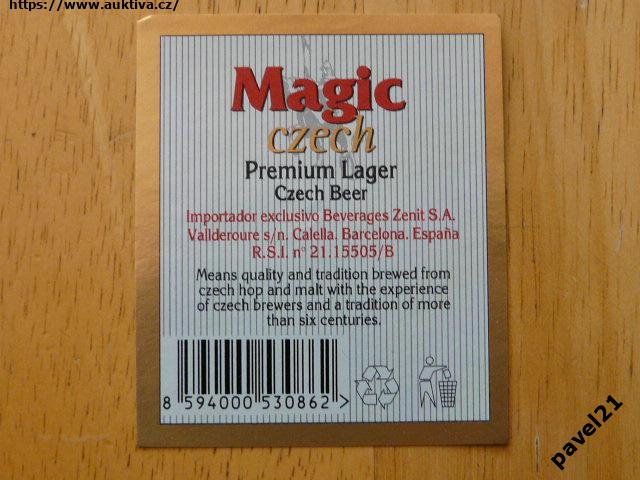 https://www.auktiva.cz/
Magic
czech
Premium Lager
Czech Beer
Importador exclusivo Beverages Zenit S.A.
Vallderoure s/n. Calella. Barcelona. España
R.S.I. n° 21.15505/B
Means quality and tradition brewed from
czech hop and malt with the experience
of czech brewers and a tradition of more
than six centuries.
8 594000 530862 >
pavel21